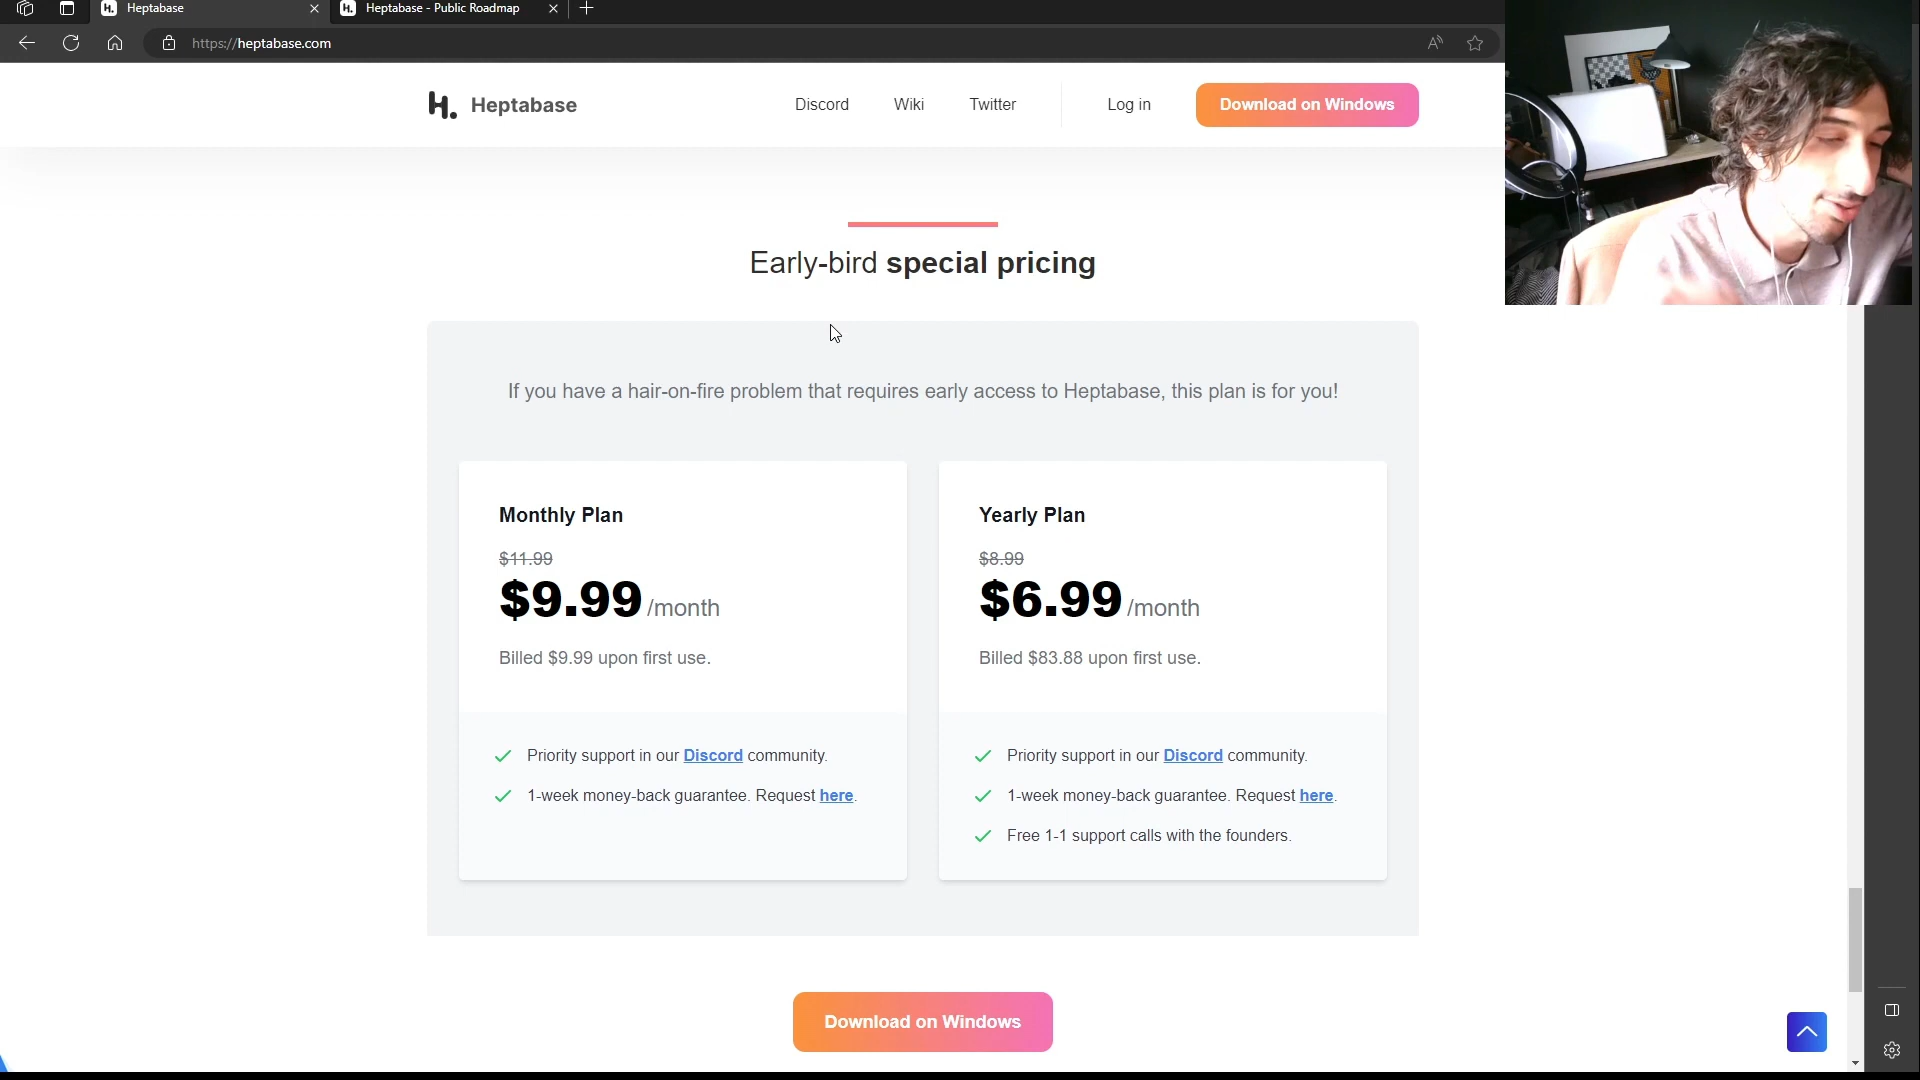 Heptabase
Heptabase - Public Roadmap
https://heptabase.com
H. Heptabase
Discord
Wiki
Twitter
Log in
Download on Windows
Early-bird special pricing
If you have a hair-on-fire problem that requires early access to Heptabase, this plan is for you!
Monthly Plan
$11.99
$9.99 /month
Billed $9.99 upon first use.
Priority support in our Discord community.
1-week money-back guarantee. Request here.
Yearly Plan
$8.99
$6.99 /month
Billed $83.88 upon first use.
Priority support in our Discord community.
1-week money-back guarantee. Request here.
Free 1-1 support calls with the founders.
Download on Windows